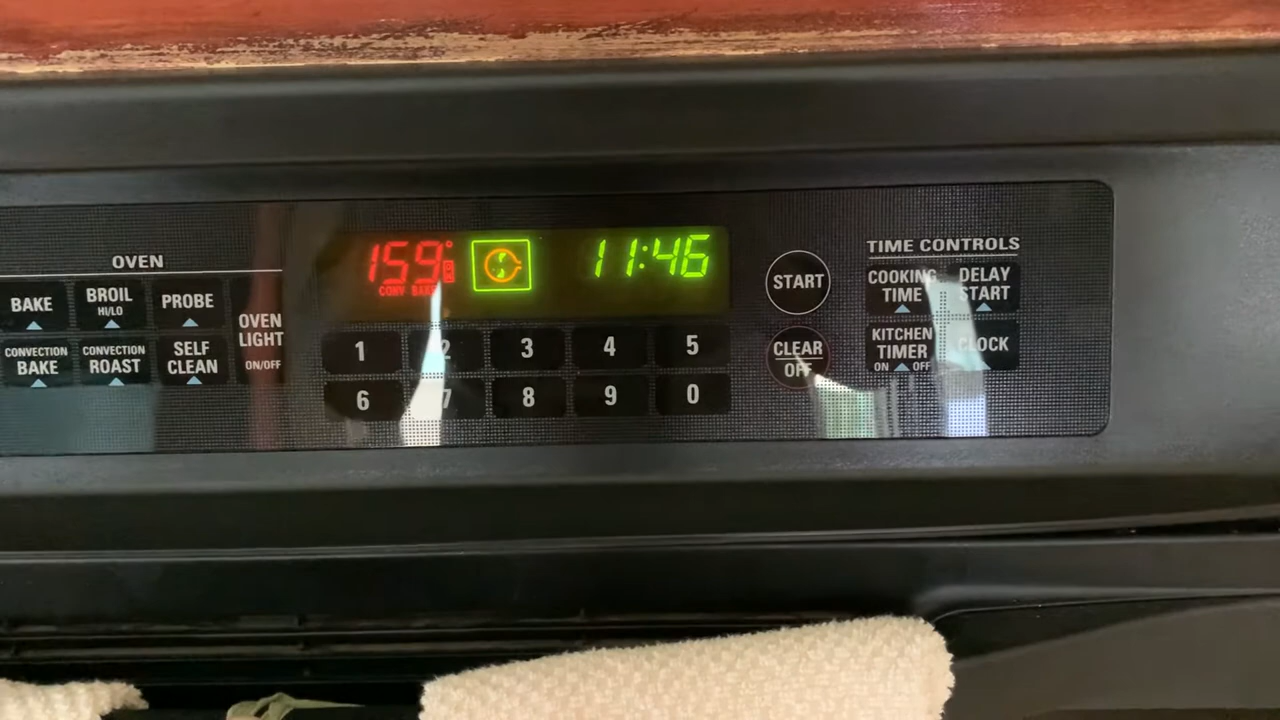 OVEN
BAKE
BROIL
HI/LO
PROBE
CONVECTION
BAKE
CONVECTION
ROAST
SELF
CLEAN
OVEN
LIGHT
ON/OFF
159°
CONV BAKE
11:46
1 2 3 4 5
6 7 8 9 0
START
CLEAR
OFF
TIME CONTROLS
COOKING
TIME
DELAY
START
KITCHEN
TIMER
ON OFF
CLOCK